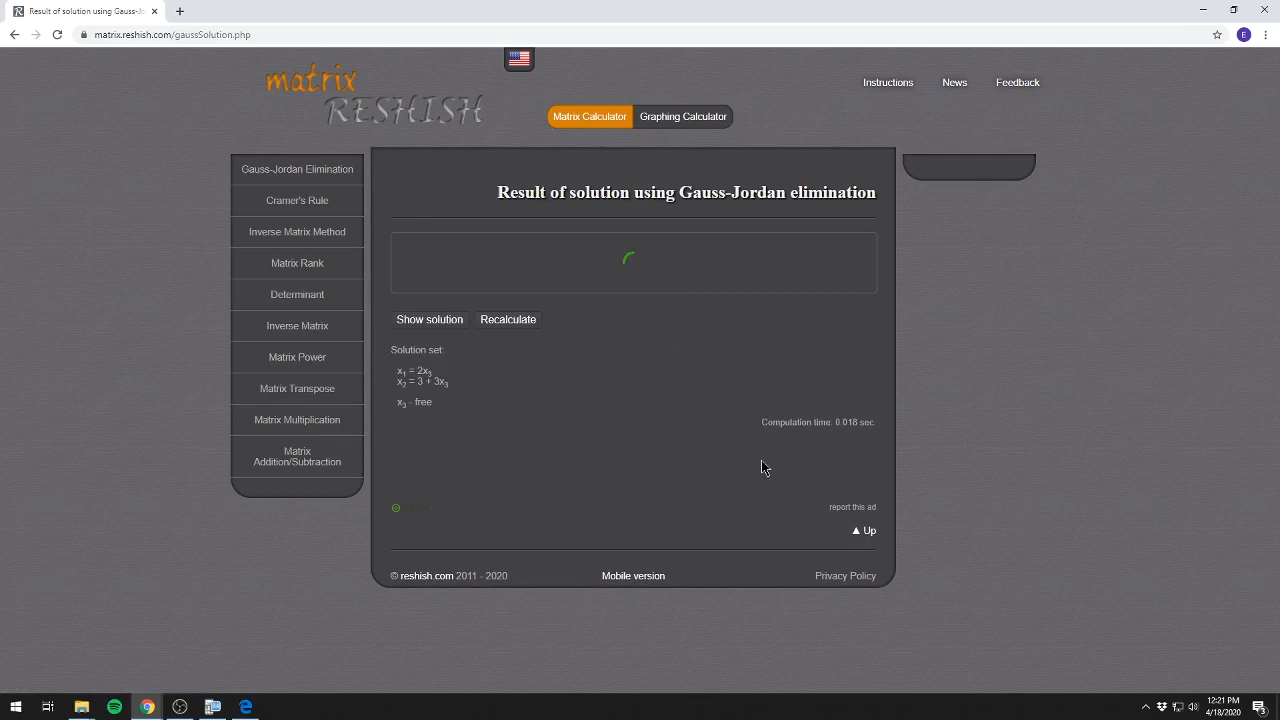 Result of solution using Gauss-Jo
matrix.reshish.com/gaussSolution.php
E
matrix
RESHISH
Instructions
News
Feedback
Matrix Calculator
Graphing Calculator
Gauss-Jordan Elimination
Cramer's Rule
Inverse Matrix Method
Matrix Rank
Determinant
Inverse Matrix
Matrix Power
Matrix Transpose
Matrix Multiplication
Matrix
Addition/Subtraction
Result of solution using Gauss-Jordan elimination
Show solution
Recalculate
Solution set:
x₁ = 2x₃
x₂ = 3 + 3x₃
x₃ - free
Computation time: 0.018 sec.
report this ad
▲ Up
© reshish.com 2011 - 2020
Mobile version
Privacy Policy
12:21 PM
4/18/2020
3